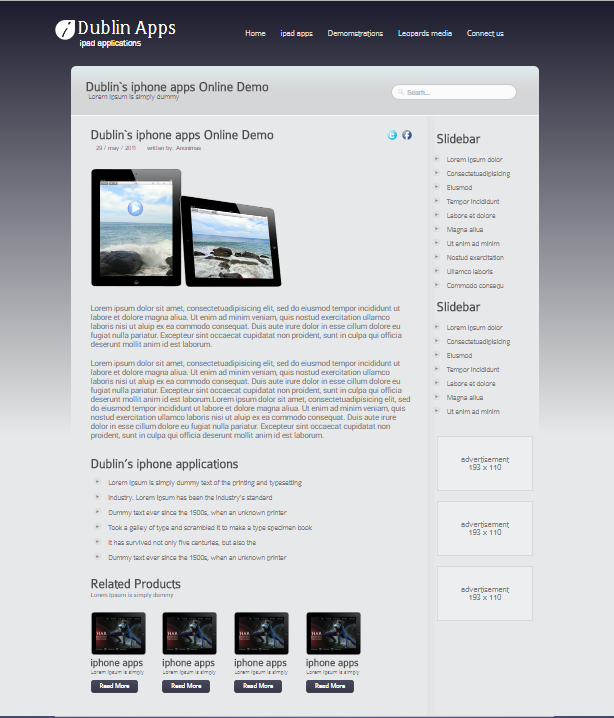 Dublin Apps
ipad applications
Home ipad apps Demomstrations Leopards media Connect us
Dublin`s iphone apps Online Demo
Lorem Ipsum is simply dummy
Search...
Dublin`s iphone apps Online Demo
29 / may / 2011 written by: Anonimas
Lorem ipsum dolor sit amet, consectetuadipisicing elit, sed do eiusmod tempor incididunt ut
labore et dolore magna aliua. Ut enim ad minim veniam, quis nostud exercitation ullamco
laboris nisi ut aluip ex ea commodo consequat. Duis aute irure dolor in esse cillum dolore eu
fugiat nulla pariatur. Excepteur sint occaecat cupidatat non proident, sunt in culpa qui officia
deserunt mollit anim id est laborum.
Lorem ipsum dolor sit amet, consectetuadipisicing elit, sed do eiusmod tempor incididunt ut
labore et dolore magna aliua. Ut enim ad minim veniam, quis nostud exercitation ullamco
laboris nisi ut aluip ex ea commodo consequat. Duis aute irure dolor in esse cillum dolore eu
fugiat nulla pariatur. Excepteur sint occaecat cupidatat non proident, sunt in culpa qui officia
deserunt mollit anim id est laborum.Lorem ipsum dolor sit amet, consectetuadipisicing elit, sed
do eiusmod tempor incididunt ut labore et dolore magna aliua. Ut enim ad minim veniam, quis
nostud exercitation ullamco laboris nisi ut aluip ex ea commodo consequat. Duis aute irure
dolor in esse cillum dolore eu fugiat nulla pariatur. Excepteur sint occaecat cupidatat non
proident, sunt in culpa qui officia deserunt mollit anim id est laborum.
Dublin's iphone applications
Lorem Ipsum is simply dummy text of the printing and typesetting
industry. Lorem Ipsum has been the industry's standard
Dummy text ever since the 1500s, when an unknown printer
Took a galley of type and scrambled it to make a type specimen book
It has survived not only five centuries, but also the
Dummy text ever since the 1500s, when an unknown printer
Related Products
Lorem Ipsum is simply dummy
iphone apps iphone apps iphone apps iphone apps
Lorem Ipsum is simply Lorem Ipsum is simply Lorem Ipsum is simply Lorem Ipsum is simply
Read More Read More Read More Read More
Slidebar
Lorem ipsum dolor
Consectetuadipisicing
Eiusmod
Tempor incididunt
Labore et dolore
Magna aliua
Ut enim ad minim
Nostud exercitation
Ullamco laboris
Commodo consequ
Slidebar
Lorem ipsum dolor
Consectetuadipisicing
Eiusmod
Tempor incididunt
Labore et dolore
Magna aliua
Ut enim ad minim
advertisement
193 x 110
advertisement
193 x 110
advertisement
193 x 110